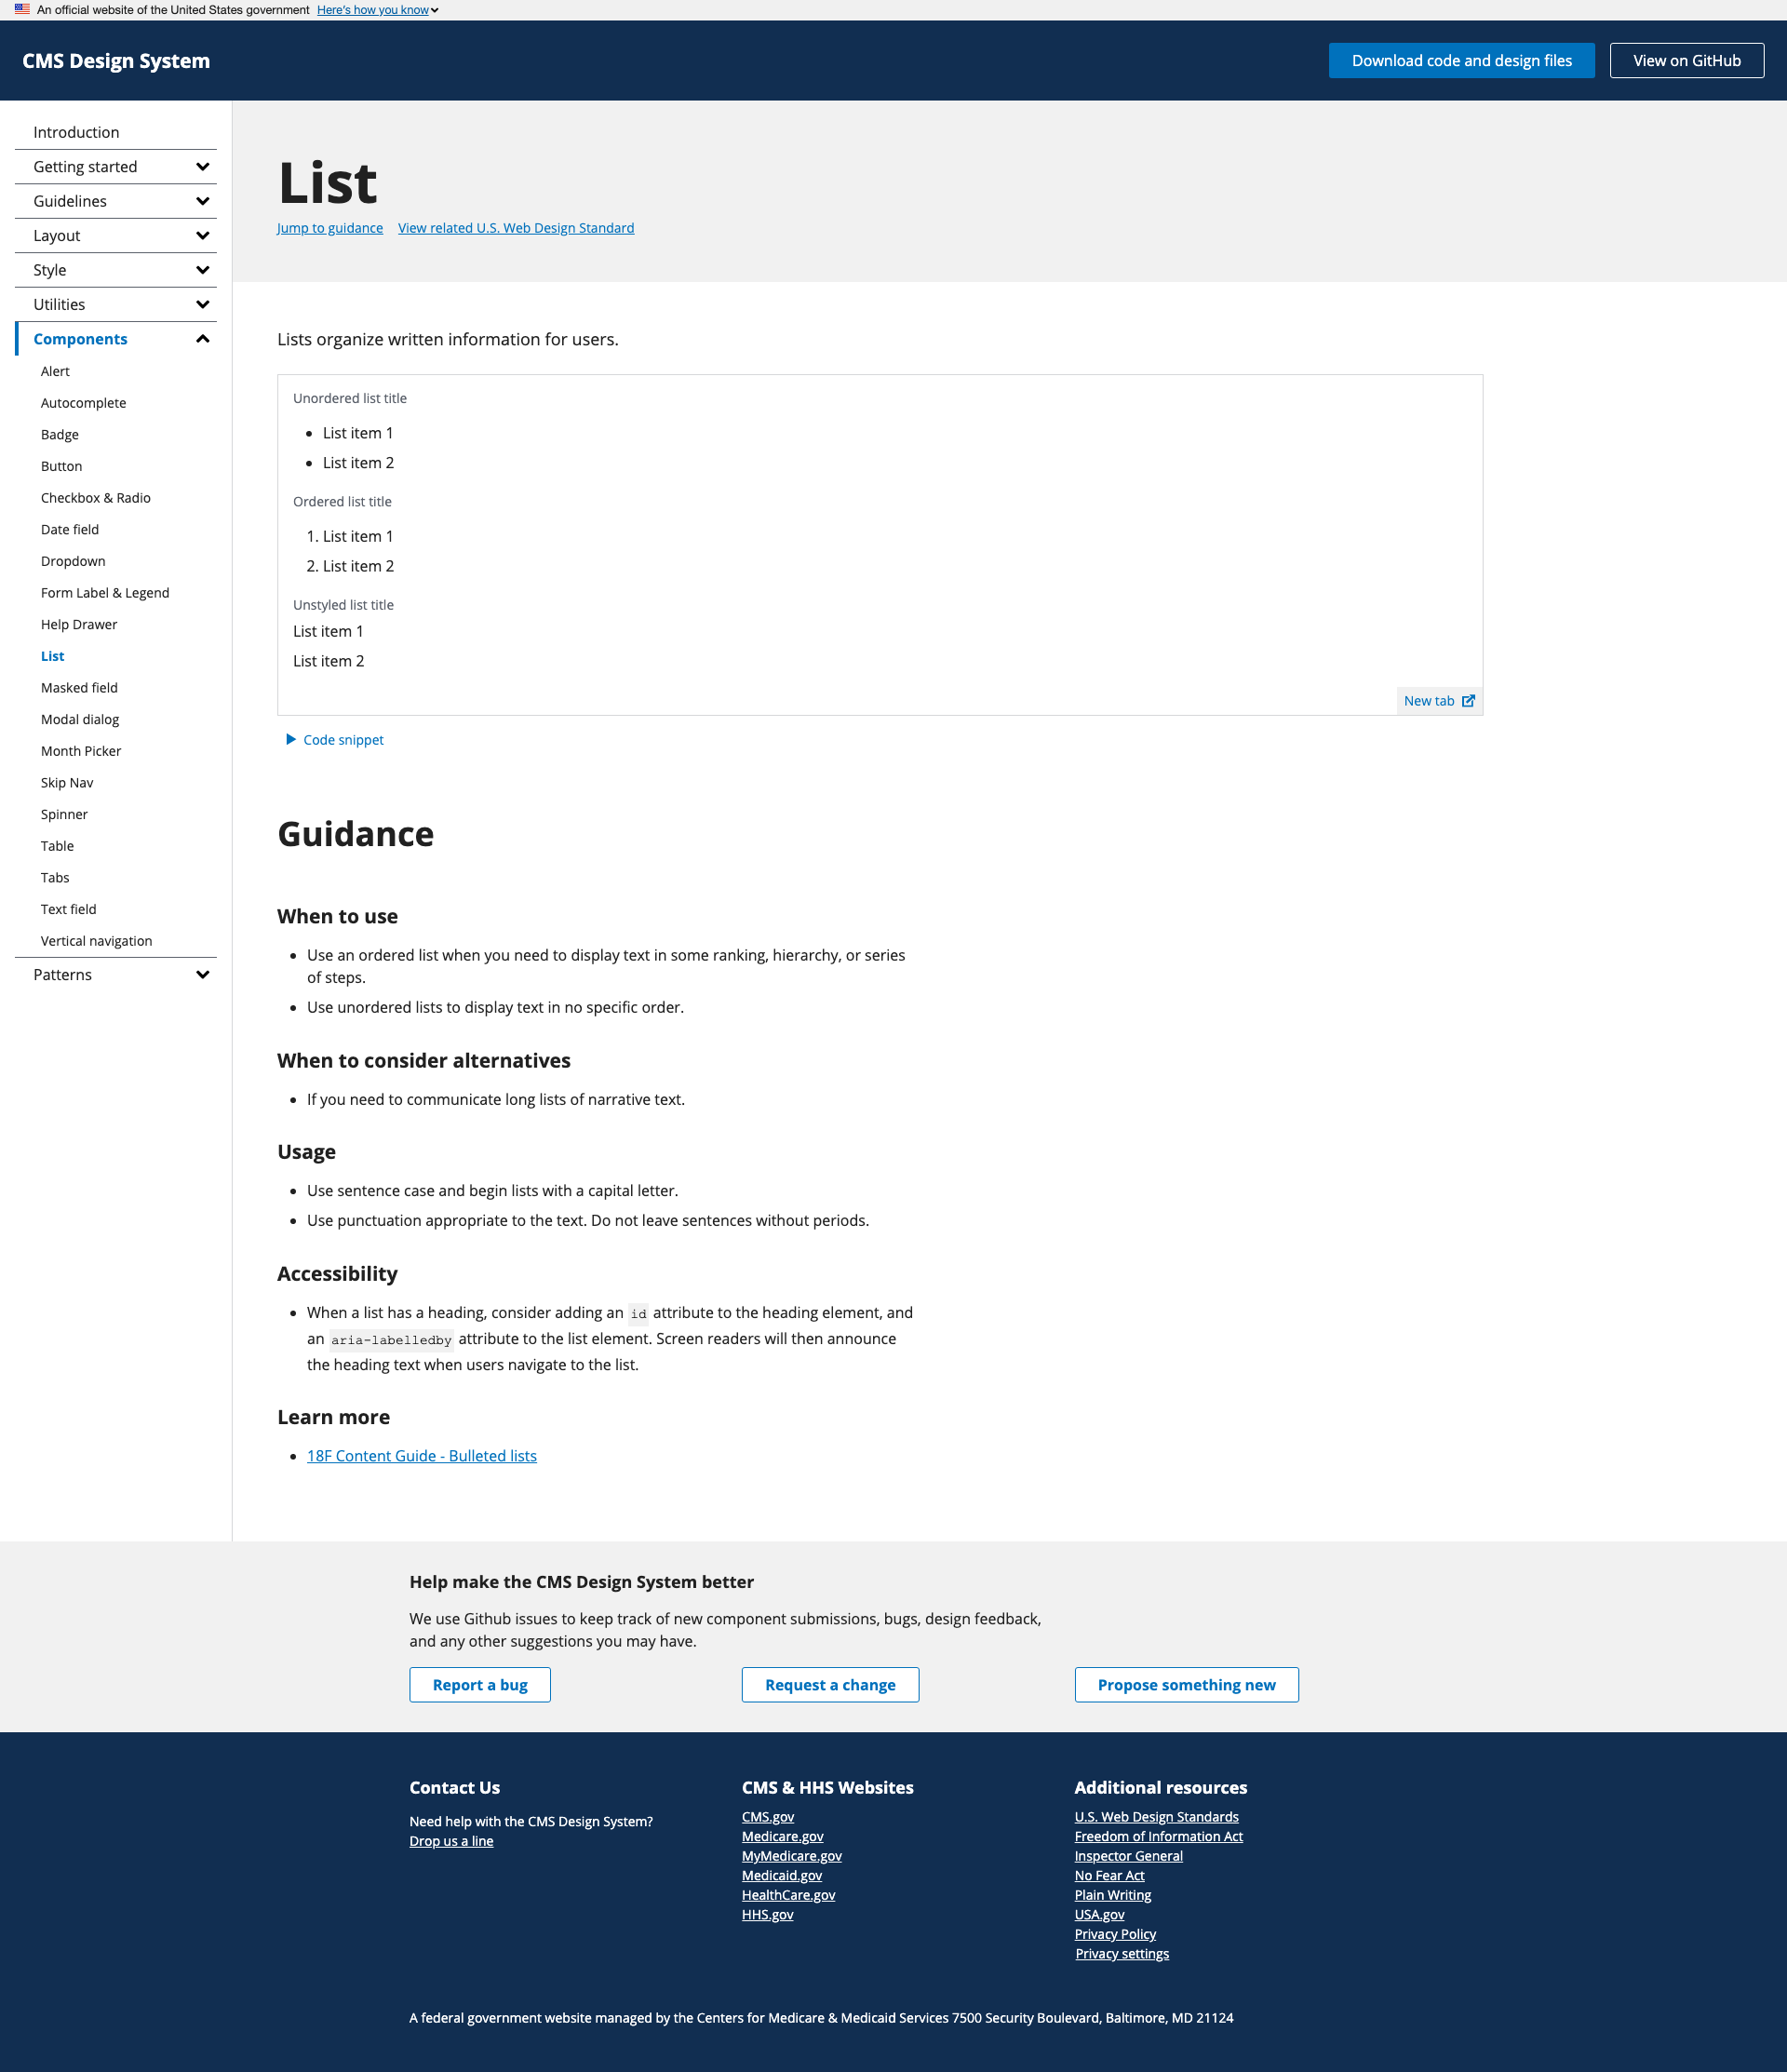 An official website of the United States government Here's how you know
CMS Design System
Download code and design files
View on GitHub
Introduction
Getting started
Guidelines
Layout
Style
Utilities
Components
Alert
Autocomplete
Badge
Button
Checkbox & Radio
Date field
Dropdown
Form Label & Legend
Help Drawer
List
Masked field
Modal dialog
Month Picker
Skip Nav
Spinner
Table
Tabs
Text field
Vertical navigation
Patterns
List
Jump to guidance View related U.S. Web Design Standard
Lists organize written information for users.
Unordered list title
• List item 1
• List item 2
Ordered list title
1. List item 1
2. List item 2
Unstyled list title
List item 1
List item 2
New tab
Code snippet
Guidance
When to use
• Use an ordered list when you need to display text in some ranking, hierarchy, or series
of steps.
• Use unordered lists to display text in no specific order.
When to consider alternatives
• If you need to communicate long lists of narrative text.
Usage
• Use sentence case and begin lists with a capital letter.
• Use punctuation appropriate to the text. Do not leave sentences without periods.
Accessibility
• When a list has a heading, consider adding an id attribute to the heading element, and
an aria-labelledby attribute to the list element. Screen readers will then announce
the heading text when users navigate to the list.
Learn more
• 18F Content Guide - Bulleted lists
Help make the CMS Design System better
We use Github issues to keep track of new component submissions, bugs, design feedback,
and any other suggestions you may have.
Report a bug
Request a change
Propose something new
Contact Us
Need help with the CMS Design System?
Drop us a line
CMS & HHS Websites
CMS.gov
Medicare.gov
MyMedicare.gov
Medicaid.gov
HealthCare.gov
HHS.gov
Additional resources
U.S. Web Design Standards
Freedom of Information Act
Inspector General
No Fear Act
Plain Writing
USA.gov
Privacy Policy
Privacy settings
A federal government website managed by the Centers for Medicare & Medicaid Services 7500 Security Boulevard, Baltimore, MD 21124